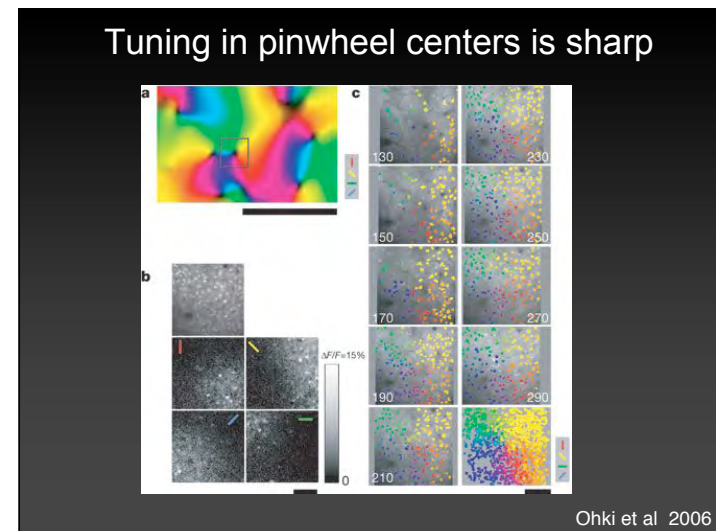 Tuning in pinwheel centers is sharp
a
b
ΔF/F=15%
0
c
130
230
150
250
170
270
190
290
210
Ohki et al 2006